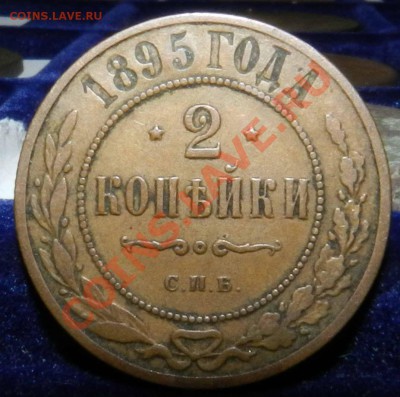 COINS.LAVE.RU
1895 ГОДА
2
КОПѢЙКИ
С.П.Б.
COINS.LAVE.RU